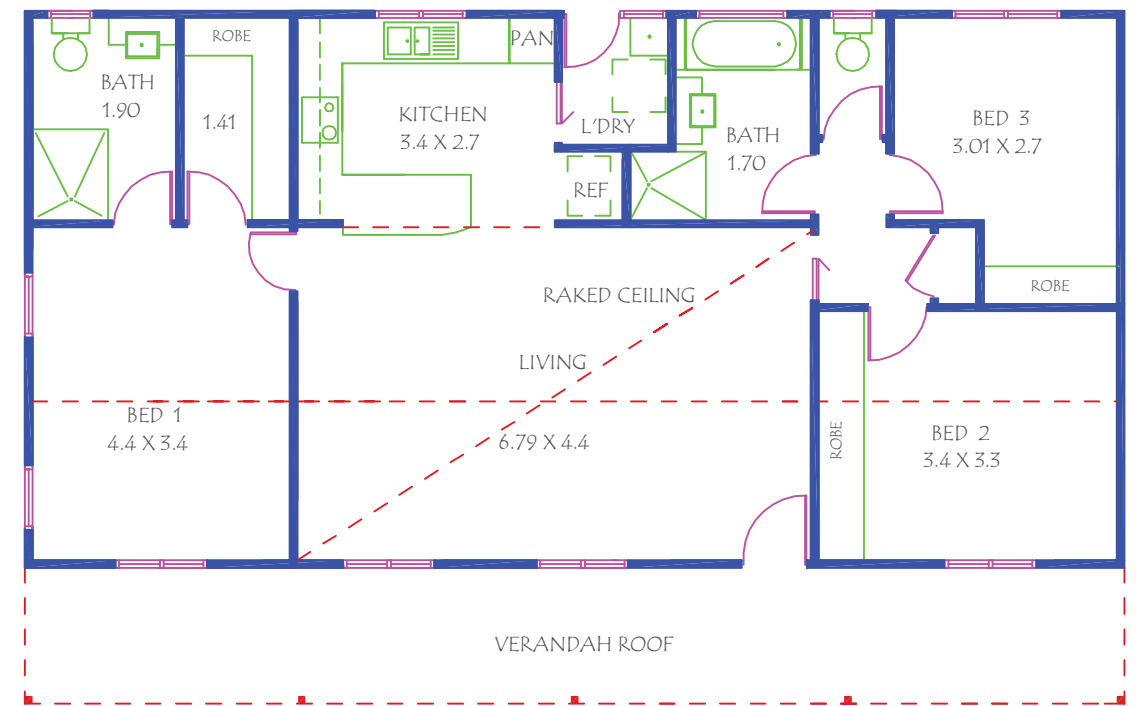 ROBE
PAN
BATH
1.90
1.41
KITCHEN
3.4 X 2.7
L'DRY
BATH
1.70
BED 3
3.01 X 2.7
REF
ROBE
RAKED CEILING
LIVING
BED 1
4.4 X 3.4
6.79 X 4.4
ROBE
BED 2
3.4 X 3.3
VERANDAH ROOF